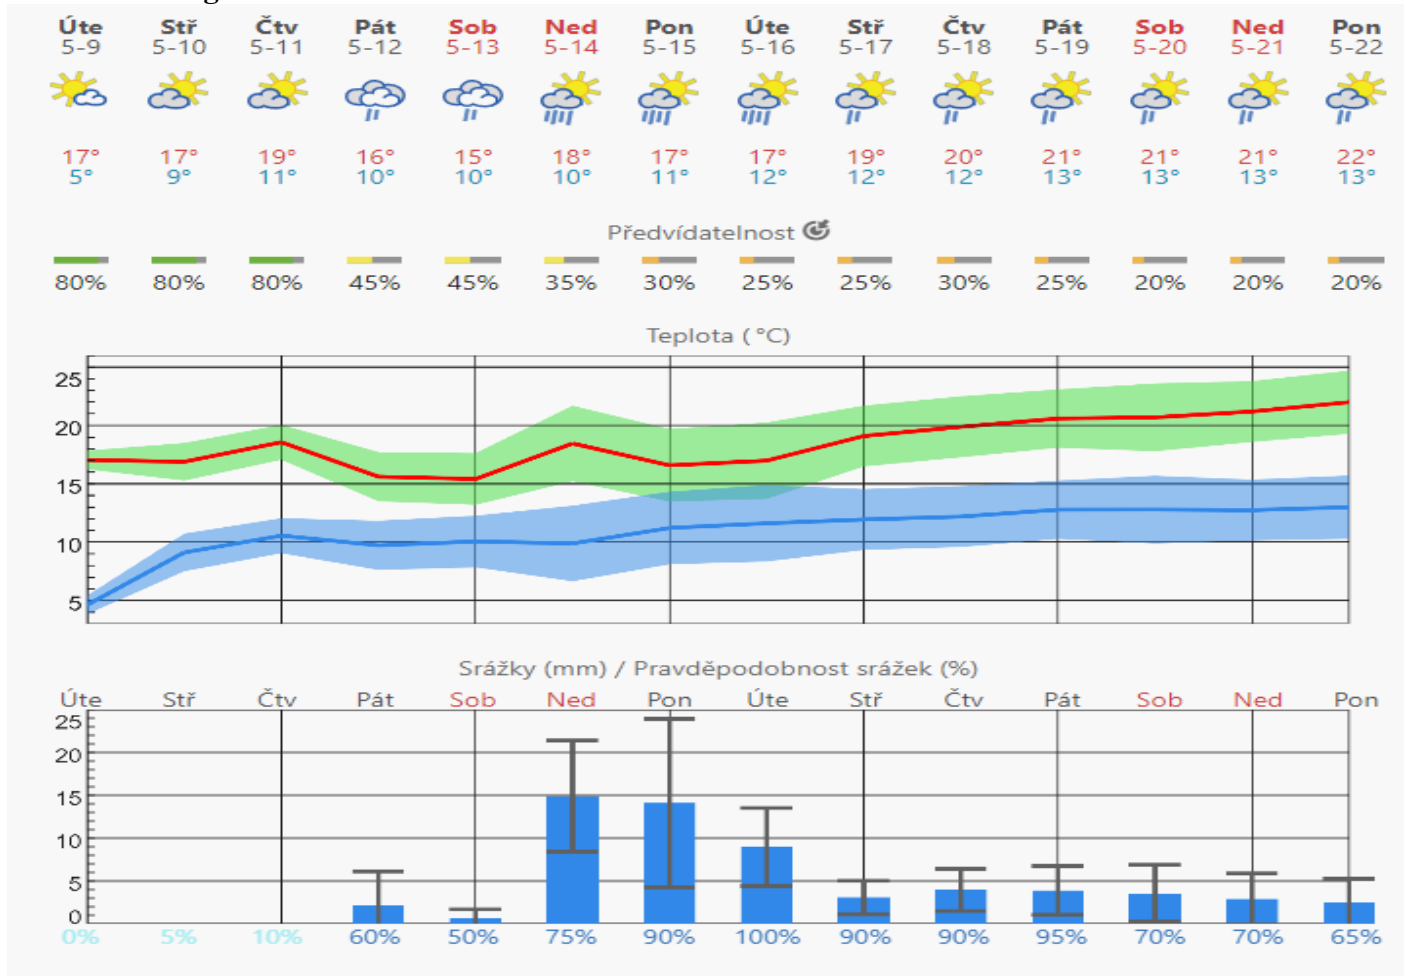 Úte Stř Čtv Pát Sob Ned Pon Úte Stř Čtv Pát Sob Ned Pon
5-9 5-10 5-11 5-12 5-13 5-14 5-15 5-16 5-17 5-18 5-19 5-20 5-21 5-22
17° 17° 19° 16° 15° 18° 17° 17° 19° 20° 21° 21° 21° 22°
5° 9° 11° 10° 10° 10° 11° 12° 12° 12° 13° 13° 13° 13°
Předvídatelnost
80% 80% 80% 45% 45% 35% 30% 25% 25% 30% 25% 20% 20% 20%
Teplota ( °C)
25
20
15
10
5
Srážky (mm) / Pravděpodobnost srážek (%)
Úte Stř Čtv Pát Sob Ned Pon Úte Stř Čtv Pát Sob Ned Pon
25
20
15
10
5
0
0% 5% 10% 60% 50% 75% 90% 100% 90% 90% 95% 70% 70% 65%